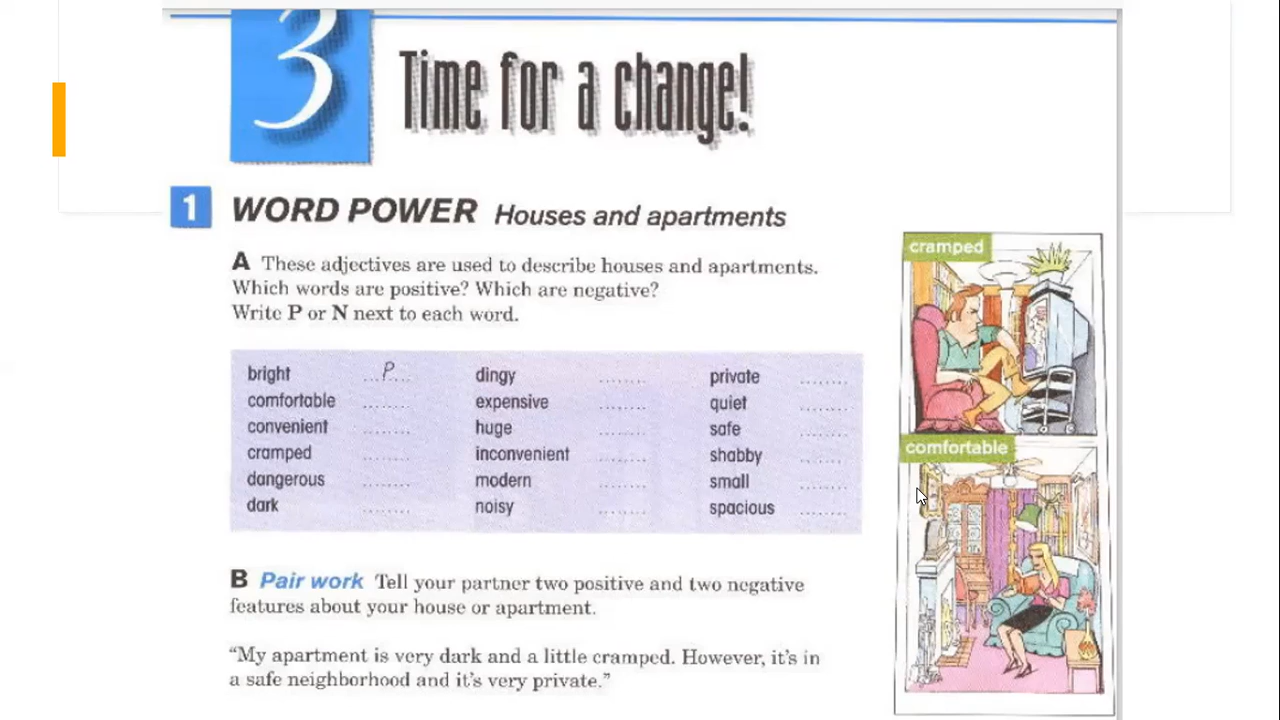 3 Time for a change!
1 WORD POWER Houses and apartments
A These adjectives are used to describe houses and apartments.
Which words are positive? Which are negative?
Write P or N next to each word.
bright ...P... dingy ........ private ........
comfortable ........ expensive ........ quiet ........
convenient ........ huge ........ safe ........
cramped ........ inconvenient ........ shabby ........
dangerous ........ modern ........ small ........
dark ........ noisy ........ spacious ........
cramped
comfortable
B Pair work Tell your partner two positive and two negative
features about your house or apartment.
“My apartment is very dark and a little cramped. However, it’s in
a safe neighborhood and it’s very private.”